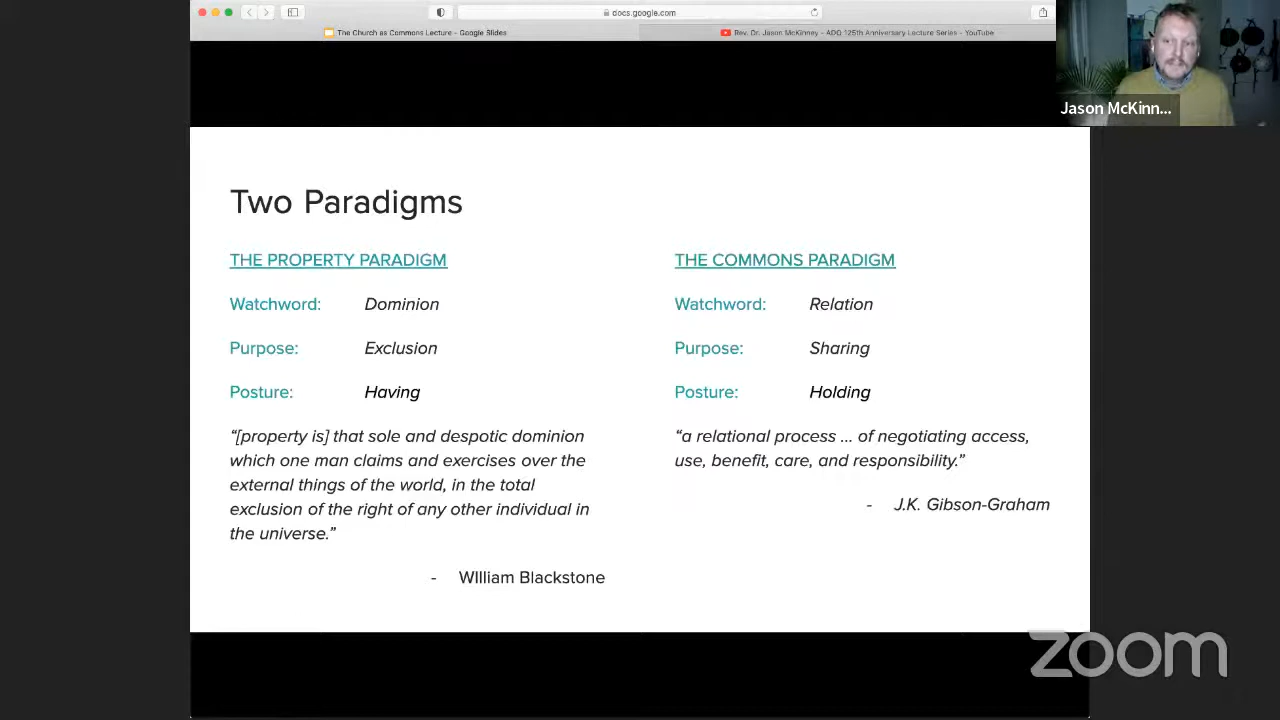 docs.google.com
The Church as Commons Lecture - Google Slides
Rev. Dr. Jason McKinney - ADQ 125th Anniversary Lecture Series - YouTube
Jason McKinn...
Two Paradigms
THE PROPERTY PARADIGM
Watchword: Dominion
Purpose: Exclusion
Posture: Having
“[property is] that sole and despotic dominion
which one man claims and exercises over the
external things of the world, in the total
exclusion of the right of any other individual in
the universe.”
- WIlliam Blackstone
THE COMMONS PARADIGM
Watchword: Relation
Purpose: Sharing
Posture: Holding
“a relational process ... of negotiating access,
use, benefit, care, and responsibility.”
- J.K. Gibson-Graham
zoom